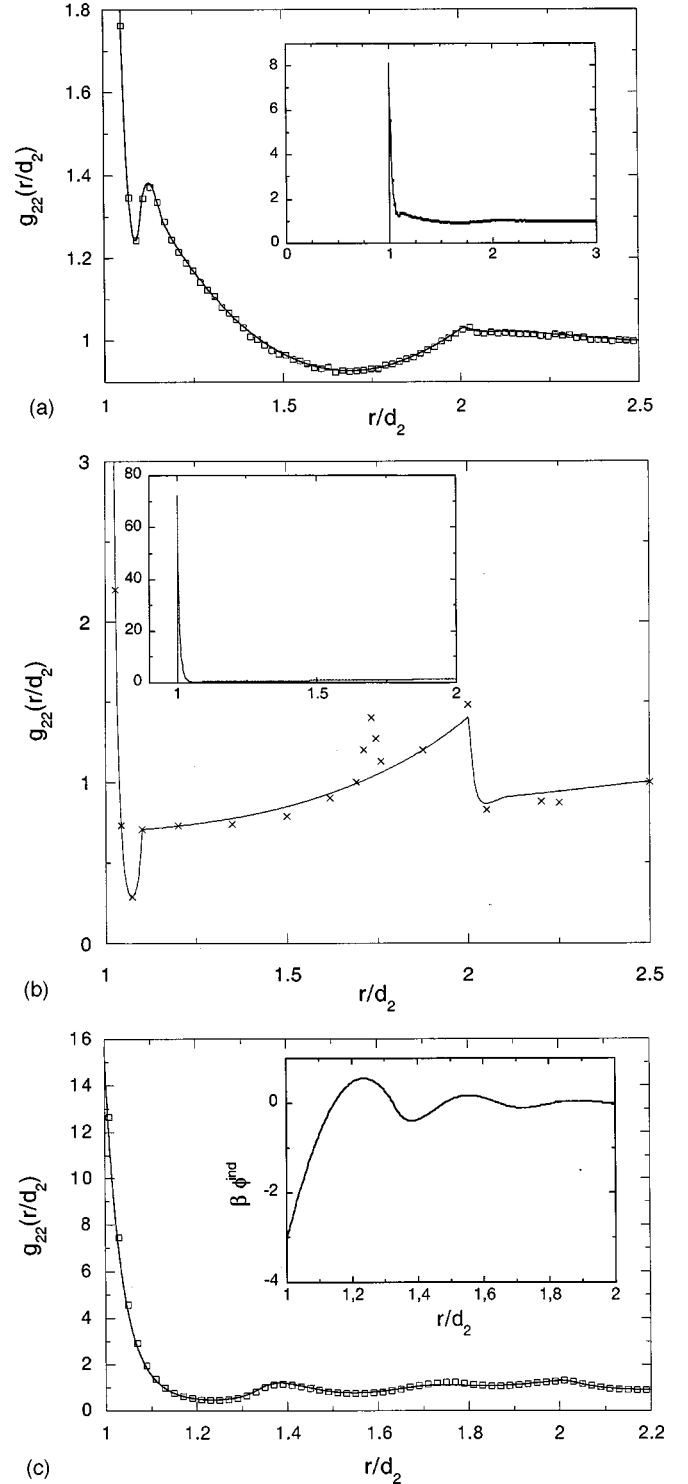 1.8
1.6
1.4
1.2
1
g₂₂(r/d₂)
8
6
4
2
0
0 1 2 3
1 1.5 2 2.5
(a) r/d₂
3
2
1
0
g₂₂(r/d₂)
80
60
40
20
0
1 1.5 2
1 1.5 2 2.5
(b) r/d₂
16
14
12
10
8
6
4
2
0
g₂₂(r/d₂)
0
-2
-4
β ϕⁱⁿᵈ
1 1,2 1,4 1,6 1,8 2
r/d₂
1 1.2 1.4 1.6 1.8 2 2.2
(c) r/d₂